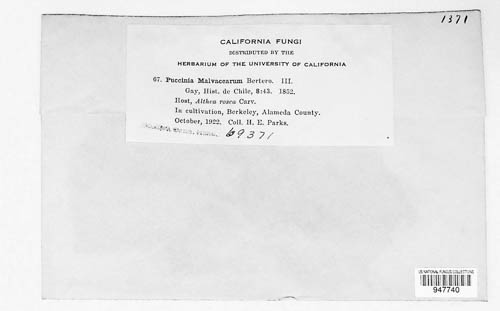 1371
CALIFORNIA FUNGI
DISTRIBUTED BY THE
HERBARIUM OF THE UNIVERSITY OF CALIFORNIA
67. Puccinia Malvacearum Bertero. III.
Gay, Hist. de Chile, 8:43. 1852.
Host, Althea rosea Carv.
In cultivation, Berkeley, Alameda County.
October, 1922. Coll. H. E. Parks.
69371
US NATIONAL FUNGUS COLLECTIONS
947740